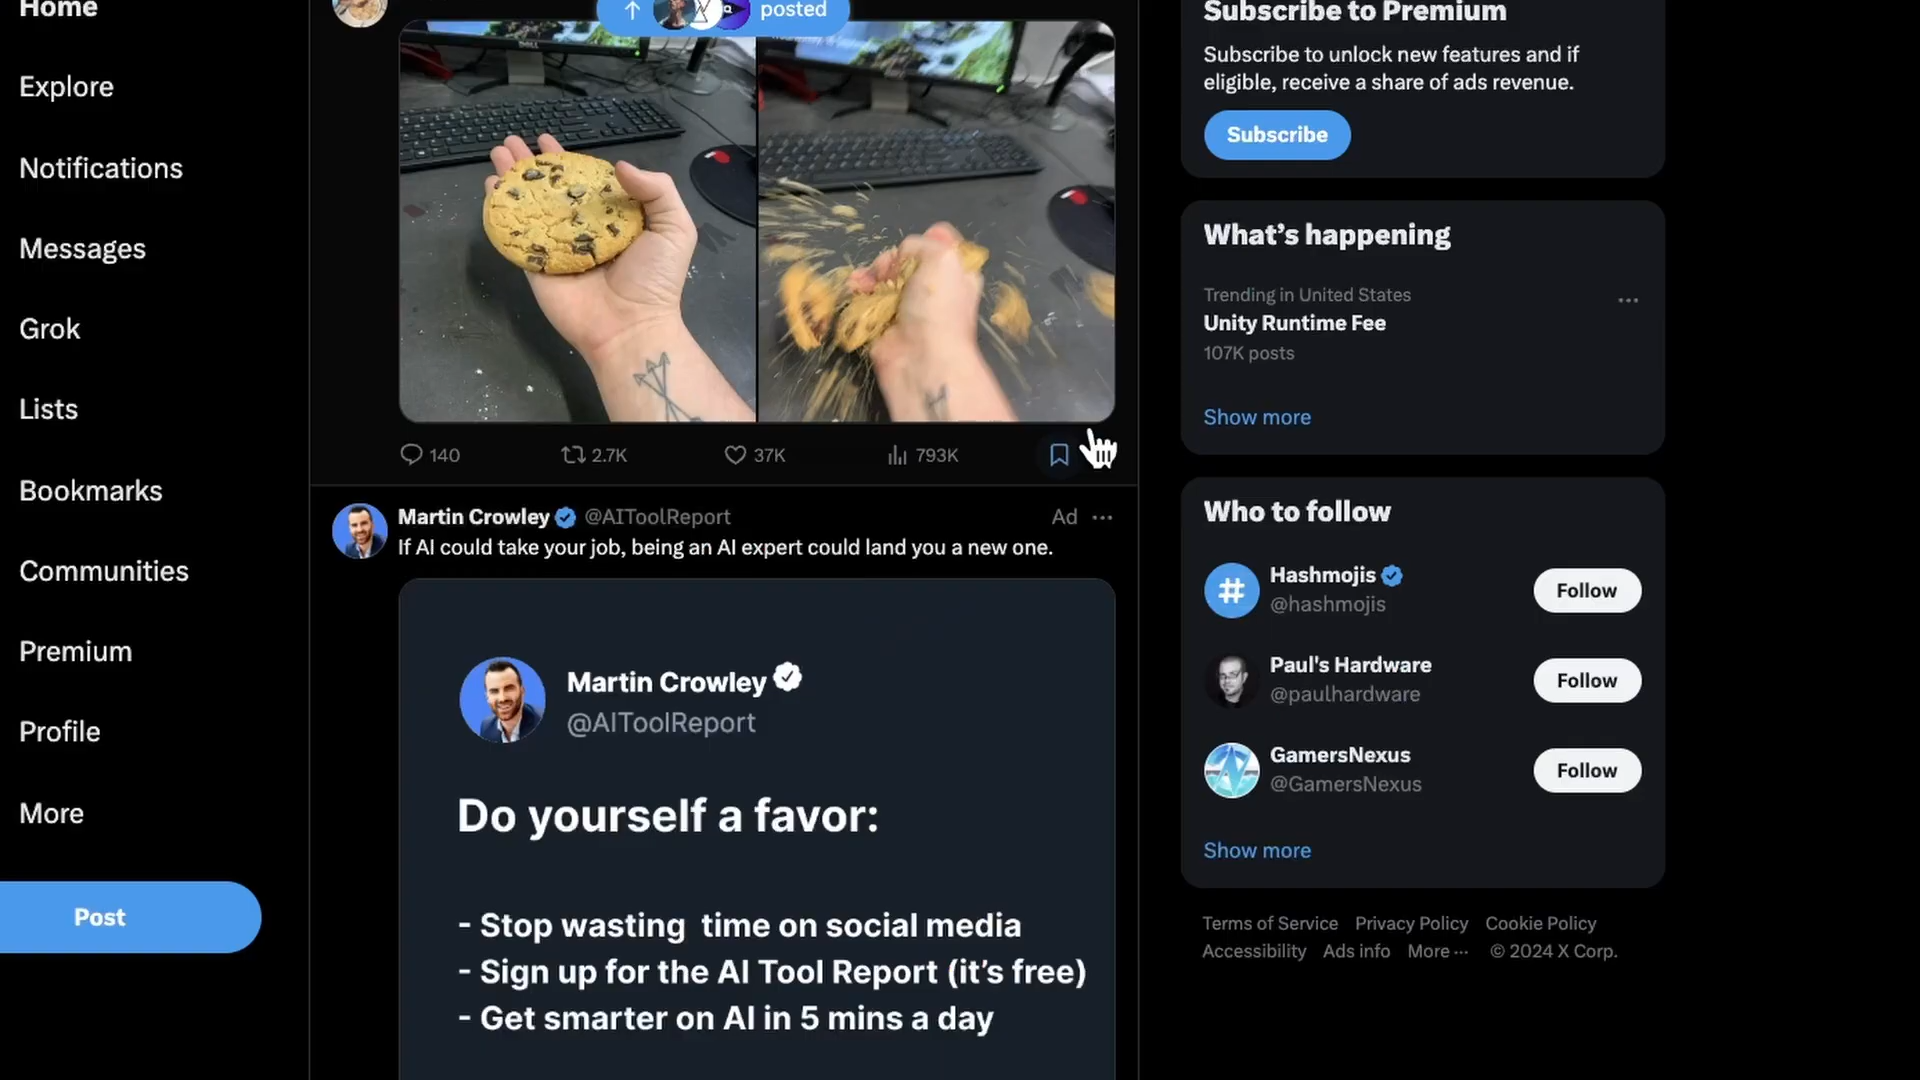 Home
Explore
Notifications
Messages
Grok
Lists
Bookmarks
Communities
Premium
Profile
More
Post
posted
DELL
140
2.7K
37K
793K
Martin Crowley @AIToolReport
Ad
If AI could take your job, being an AI expert could land you a new one.
Martin Crowley
@AIToolReport
Do yourself a favor:
- Stop wasting time on social media
- Sign up for the AI Tool Report (it's free)
- Get smarter on AI in 5 mins a day
Subscribe to Premium
Subscribe to unlock new features and if
eligible, receive a share of ads revenue.
Subscribe
What's happening
Trending in United States
Unity Runtime Fee
107K posts
Show more
Who to follow
Hashmojis
@hashmojis
Follow
Paul's Hardware
@paulhardware
Follow
GamersNexus
@GamersNexus
Follow
Show more
Terms of Service Privacy Policy Cookie Policy
Accessibility Ads info More ··· © 2024 X Corp.